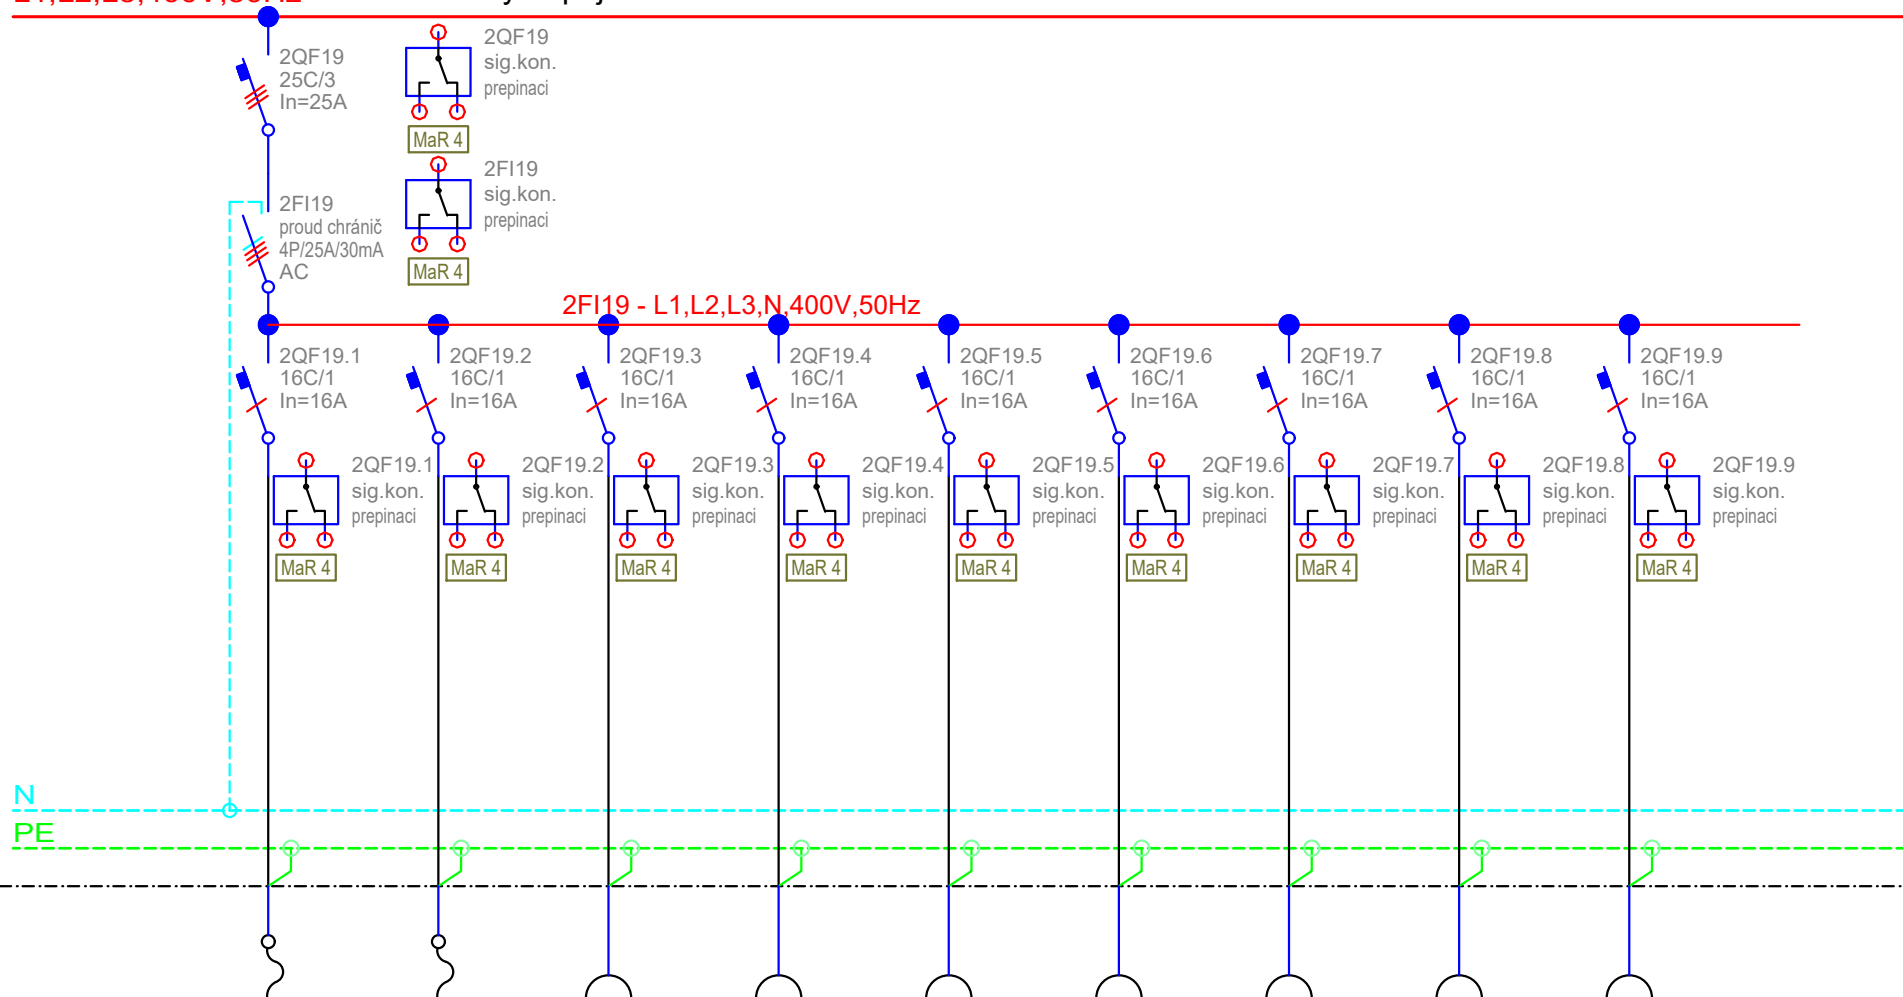 2QF19
25C/3
In=25A
2QF19
sig.kon.
prepinaci
MaR 4
2FI19
proud chránič
4P/25A/30mA
AC
2FI19
sig.kon.
prepinaci
MaR 4
2FI19 - L1,L2,L3,N,400V,50Hz
2QF19.1
16C/1
In=16A
2QF19.2
16C/1
In=16A
2QF19.3
16C/1
In=16A
2QF19.4
16C/1
In=16A
2QF19.5
16C/1
In=16A
2QF19.6
16C/1
In=16A
2QF19.7
16C/1
In=16A
2QF19.8
16C/1
In=16A
2QF19.9
16C/1
In=16A
2QF19.1
sig.kon.
prepinaci
MaR 4
2QF19.2
sig.kon.
prepinaci
MaR 4
2QF19.3
sig.kon.
prepinaci
MaR 4
2QF19.4
sig.kon.
prepinaci
MaR 4
2QF19.5
sig.kon.
prepinaci
MaR 4
2QF19.6
sig.kon.
prepinaci
MaR 4
2QF19.7
sig.kon.
prepinaci
MaR 4
2QF19.8
sig.kon.
prepinaci
MaR 4
2QF19.9
sig.kon.
prepinaci
MaR 4
N
PE